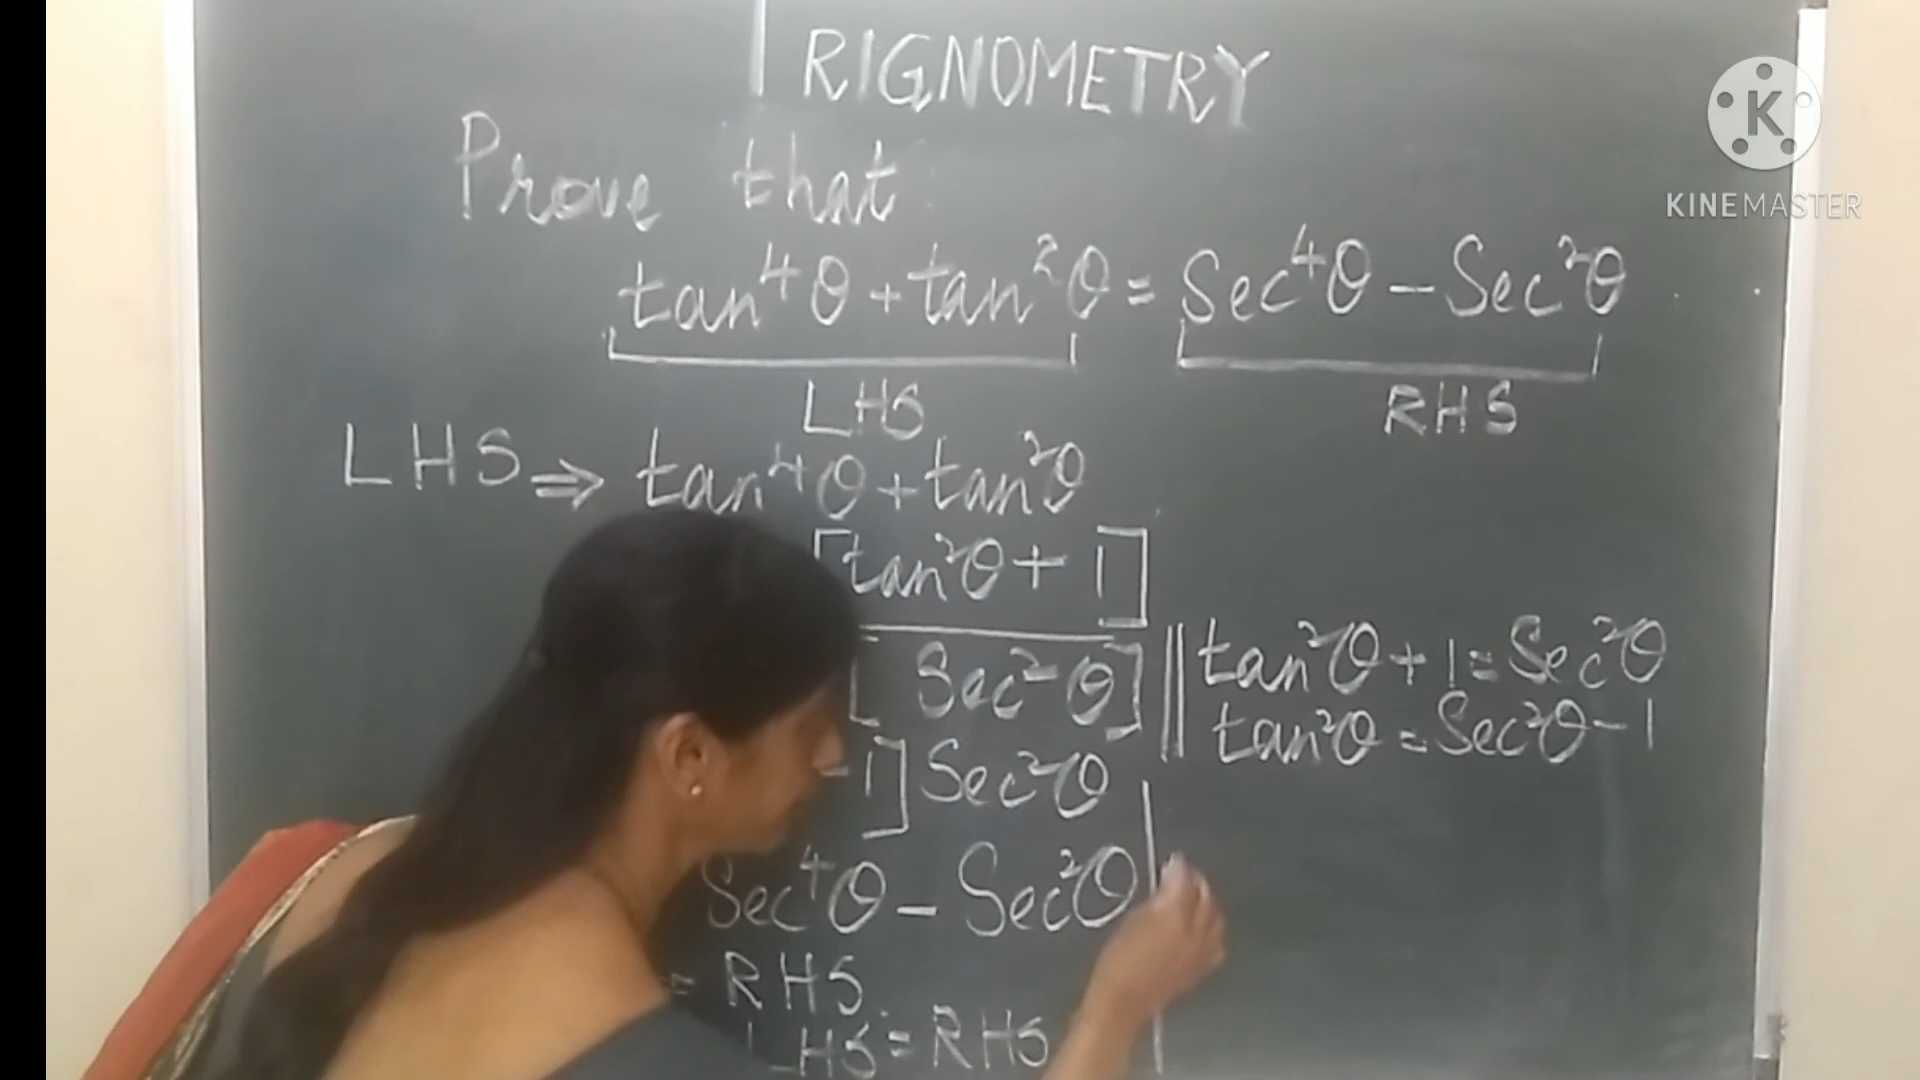 TRIGNOMETRY
K
KINEMASTER
Prove that
tan⁴θ + tan²θ = Sec⁴θ - Sec²θ
LHS RHS
LHS ⇒ tan⁴θ + tan²θ
[tan²θ + 1]
[ Sec²θ] || tan²θ + 1 = Sec²θ
tan²θ = Sec²θ - 1
-1] Sec²θ
Sec⁴θ - Sec²θ
= RHS
LHS = RHS